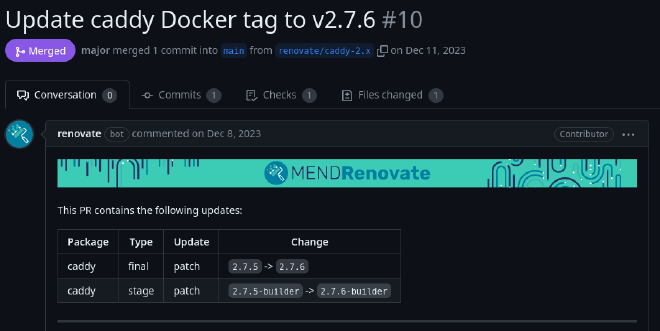 Update caddy Docker tag to v2.7.6 #10
Merged major merged 1 commit into main from renovate/caddy-2.x on Dec 11, 2023
Conversation 0 Commits 1 Checks 1 Files changed 1
renovate bot commented on Dec 8, 2023 Contributor ...
MENDRenovate
This PR contains the following updates:
Package Type Update Change
caddy final patch 2.7.5 -> 2.7.6
caddy stage patch 2.7.5-builder -> 2.7.6-builder